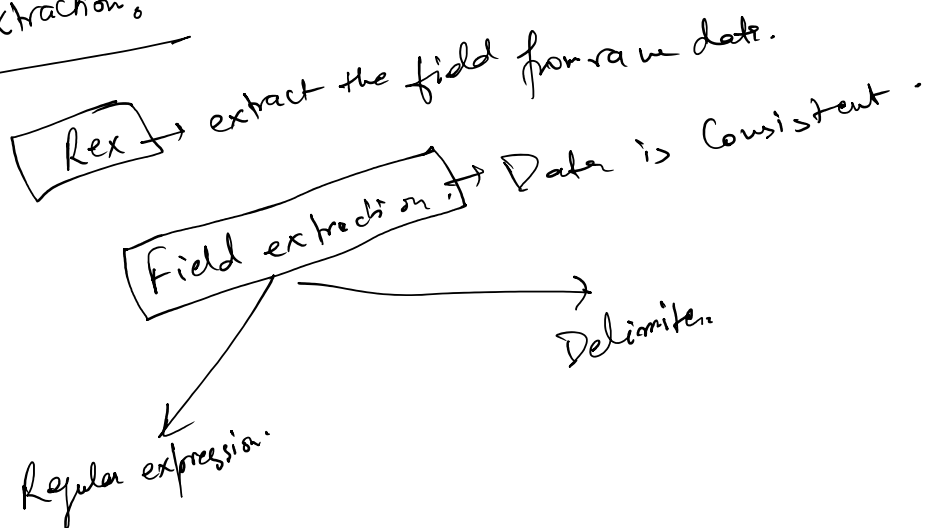 xtraction.
Rex → extract the field from raw data.
Field extraction. → Data is Consistent.
Delimiter.
Regular expression.